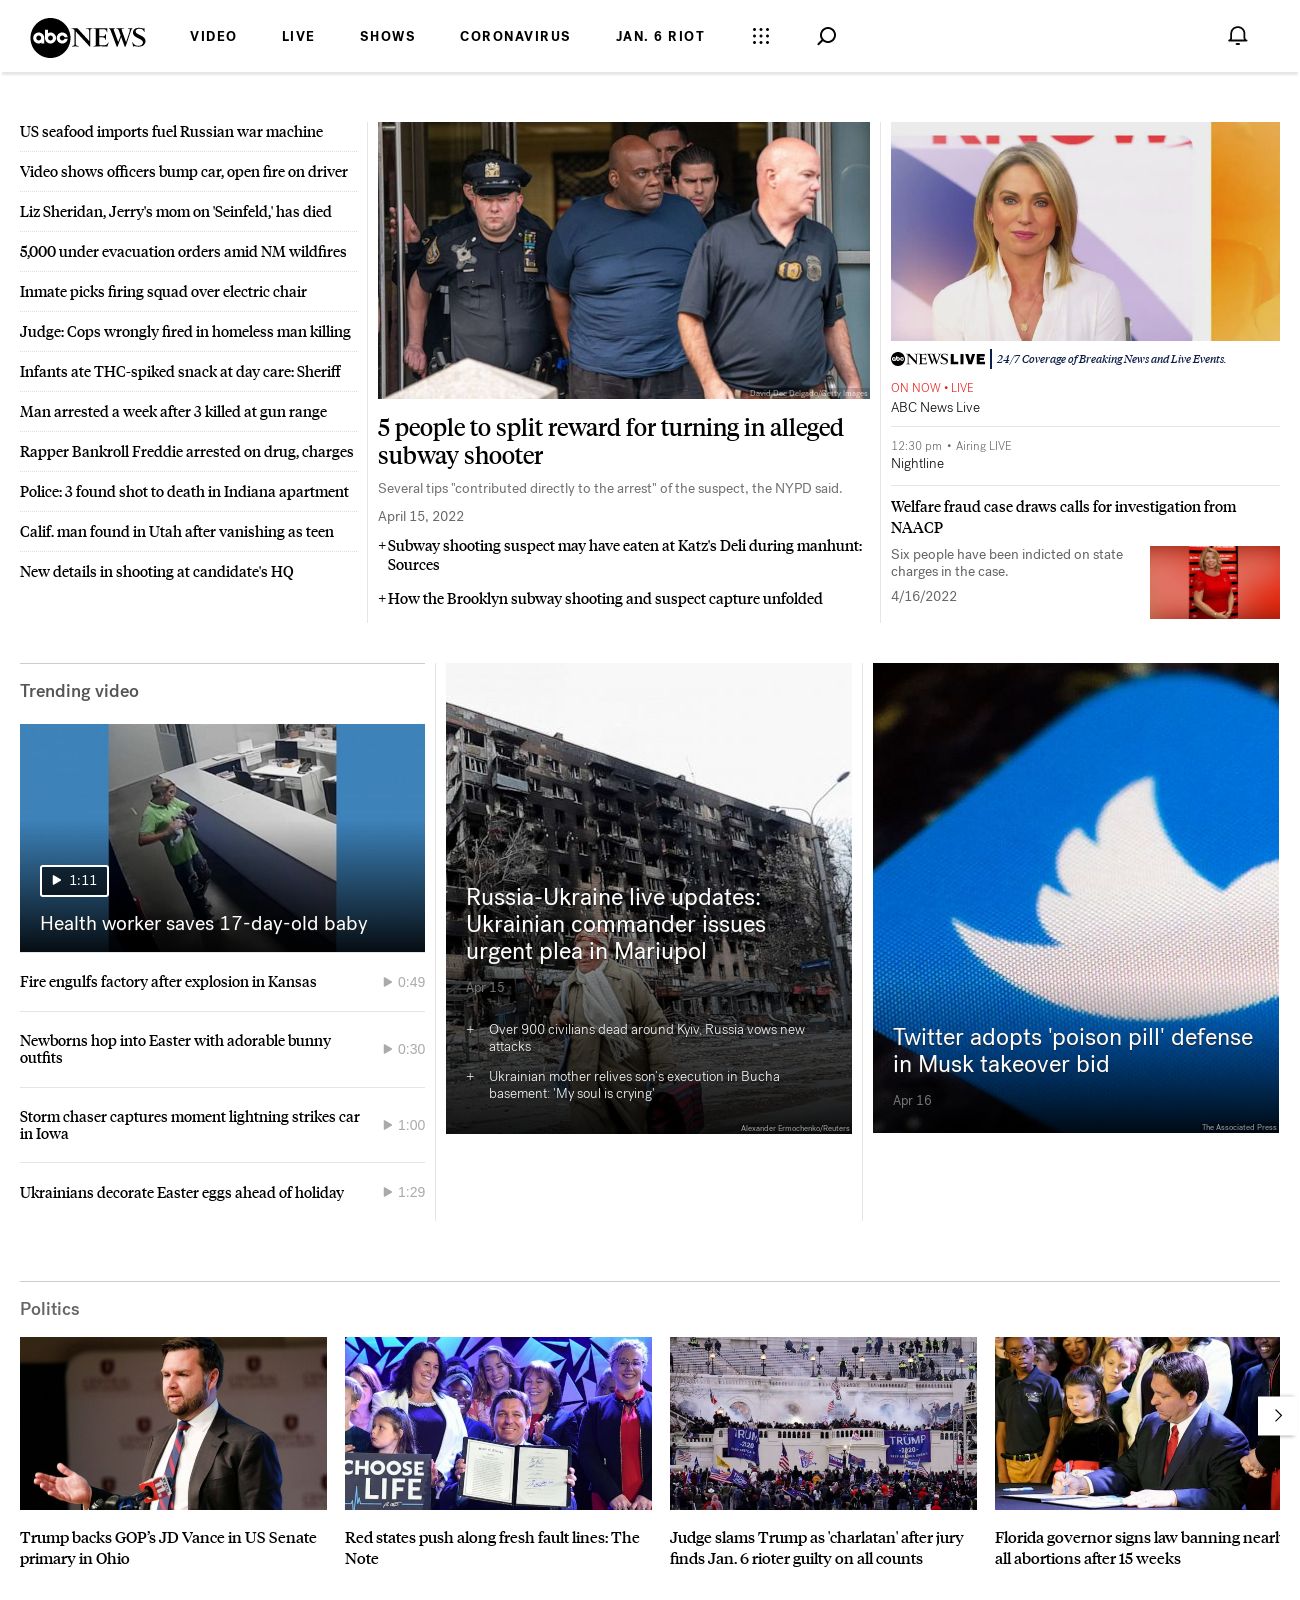 abc NEWS VIDEO LIVE SHOWS CORONAVIRUS JAN. 6 RIOT
US seafood imports fuel Russian war machine
Video shows officers bump car, open fire on driver
Liz Sheridan, Jerry's mom on 'Seinfeld,' has died
5,000 under evacuation orders amid NM wildfires
Inmate picks firing squad over electric chair
Judge: Cops wrongly fired in homeless man killing
Infants ate THC-spiked snack at day care: Sheriff
Man arrested a week after 3 killed at gun range
Rapper Bankroll Freddie arrested on drug, charges
Police: 3 found shot to death in Indiana apartment
Calif. man found in Utah after vanishing as teen
New details in shooting at candidate's HQ
David Dee Delgado/Getty Images
5 people to split reward for turning in alleged
subway shooter
Several tips "contributed directly to the arrest" of the suspect, the NYPD said.
April 15, 2022
+ Subway shooting suspect may have eaten at Katz's Deli during manhunt:
Sources
+ How the Brooklyn subway shooting and suspect capture unfolded
abc NEWS LIVE 24/7 Coverage of Breaking News and Live Events.
ON NOW • LIVE
ABC News Live
12:30 pm • Airing LIVE
Nightline
Welfare fraud case draws calls for investigation from
NAACP
Six people have been indicted on state
charges in the case.
4/16/2022
Trending video
1:11
Health worker saves 17-day-old baby
Fire engulfs factory after explosion in Kansas 0:49
Newborns hop into Easter with adorable bunny
outfits 0:30
Storm chaser captures moment lightning strikes car
in Iowa 1:00
Ukrainians decorate Easter eggs ahead of holiday 1:29
Russia-Ukraine live updates:
Ukrainian commander issues
urgent plea in Mariupol
Apr 15
+ Over 900 civilians dead around Kyiv, Russia vows new
attacks
+ Ukrainian mother relives son's execution in Bucha
basement: 'My soul is crying'
Alexander Ermochenko/Reuters
Twitter adopts 'poison pill' defense
in Musk takeover bid
Apr 16
The Associated Press
Politics
CHOOSE
LIFE
TRUMP
2020
TRUMP
2020
Trump backs GOP's JD Vance in US Senate
primary in Ohio
Red states push along fresh fault lines: The
Note
Judge slams Trump as 'charlatan' after jury
finds Jan. 6 rioter guilty on all counts
Florida governor signs law banning nearl
all abortions after 15 weeks